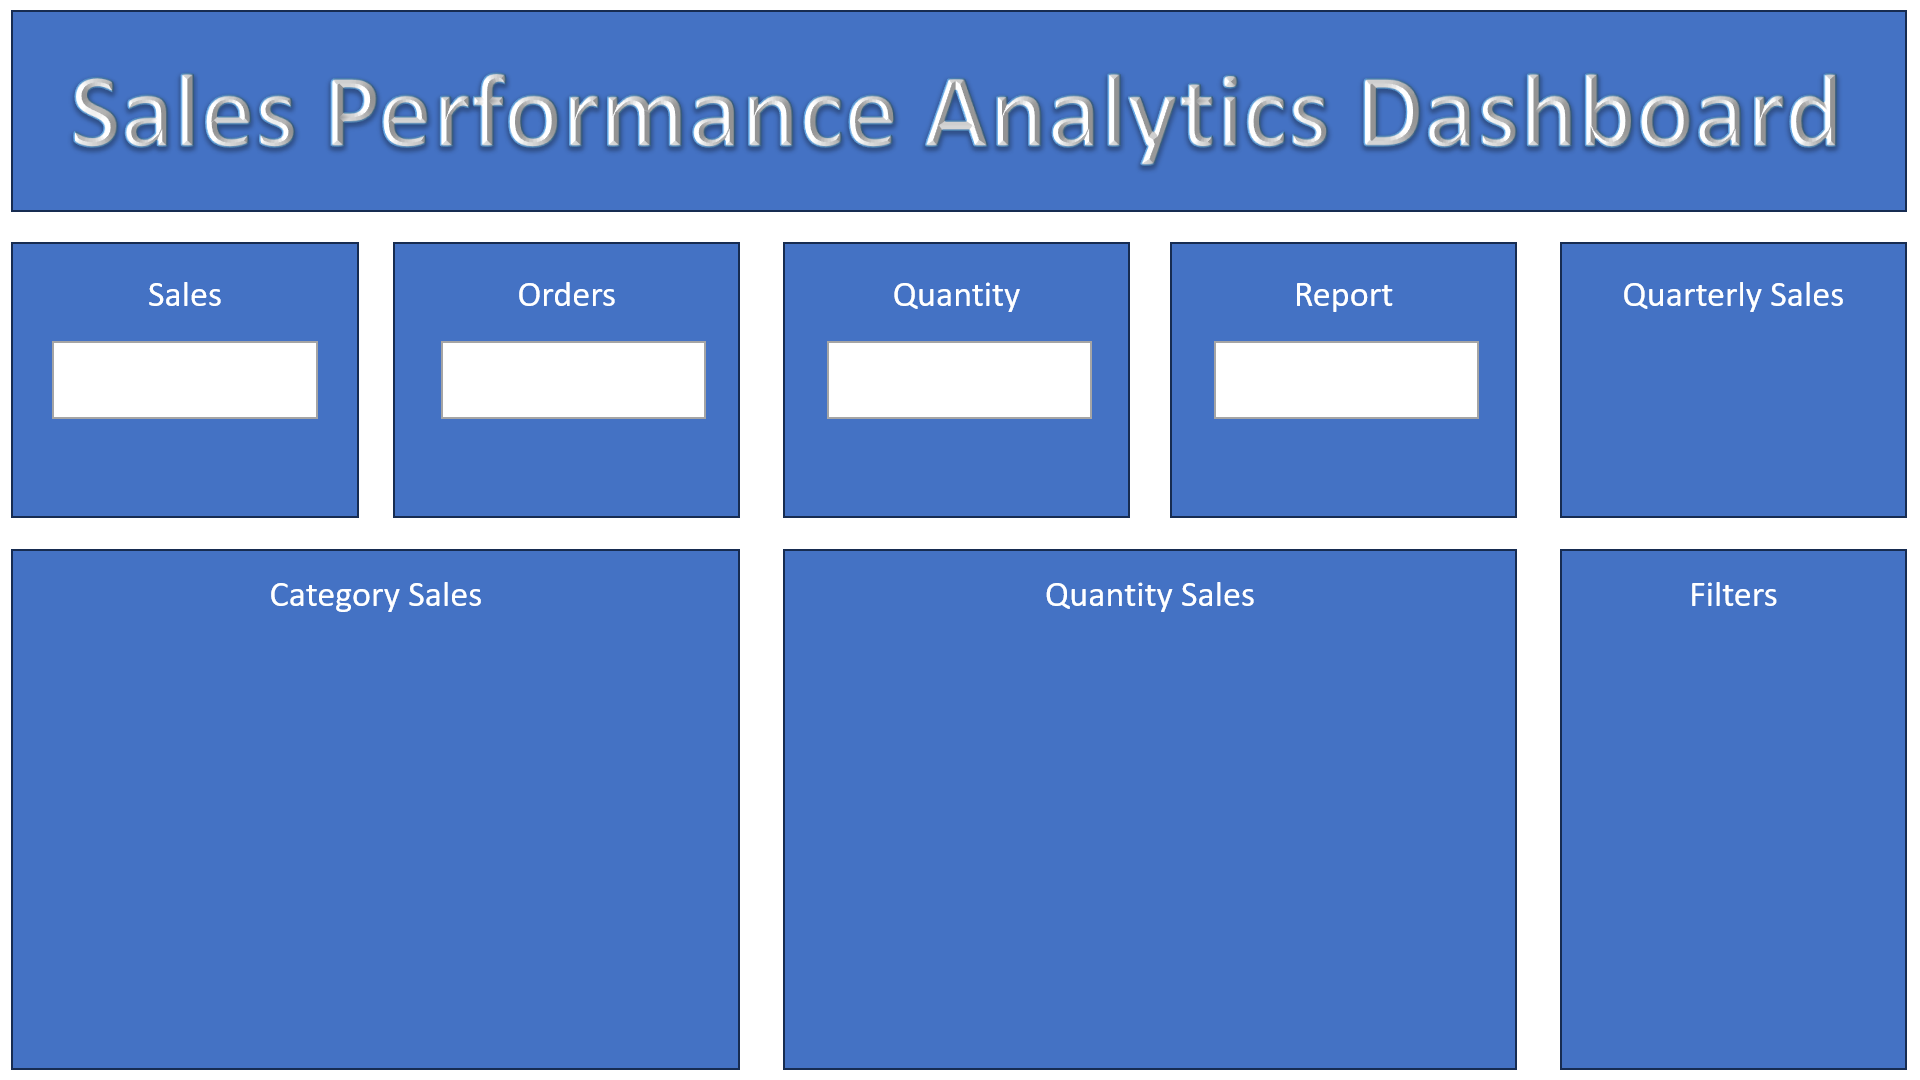 Sales Performance Analytics Dashboard
Sales
Orders
Quantity
Report
Quarterly Sales
Category Sales
Quantity Sales
Filters